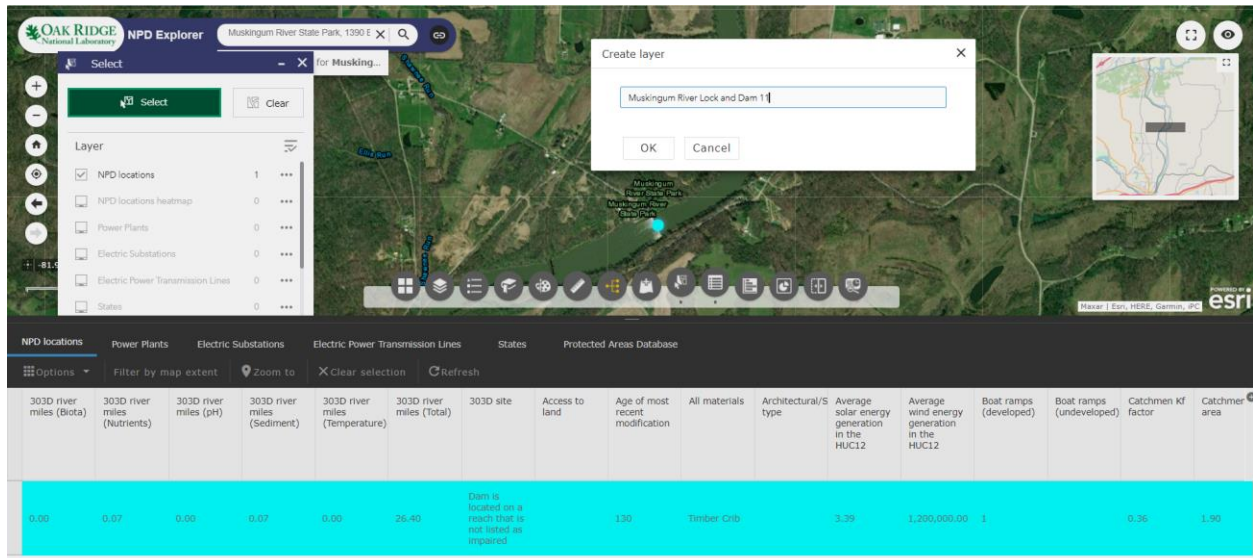 OAK RIDGE
National Laboratory
NPD Explorer
Muskingum River State Park, 1390 E
for Musking...
Select
Select
Clear
Layer
NPD locations 1
NPD locations heatmap 0
Power Plants 0
Electric Substations 0
Electric Power Transmission Lines 0
States 0
-81.9
Create layer
Muskingum River Lock and Dam 11
OK Cancel
Muskingum
River State Park
Muskingum River
State Park
Maxar | Esri, HERE, Garmin, iPC
POWERED BY
esri
NPD locations Power Plants Electric Substations Electric Power Transmission Lines States Protected Areas Database
Options Filter by map extent Zoom to Clear selection Refresh
303D river miles (Biota)
303D river miles (Nutrients)
303D river miles (pH)
303D river miles (Sediment)
303D river miles (Temperature)
303D river miles (Total)
303D site
Access to land
Age of most recent modification
All materials
Architectural/S type
Average solar energy generation in the HUC12
Average wind energy generation in the HUC12
Boat ramps (developed)
Boat ramps (undeveloped)
Catchmen Kf factor
Catchmer area
0.00
0.07
0.00
0.07
0.00
26.40
Dam is located on a reach that is not listed as impaired
130
Timber Crib
3.39
1,200,000.00
1
0.36
1.90